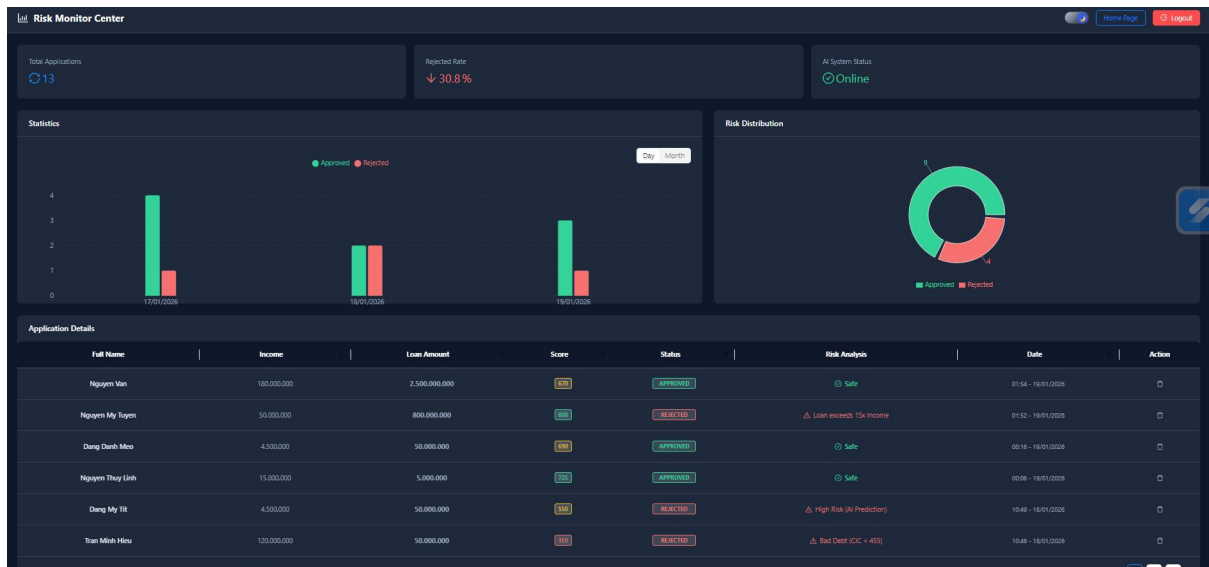 Risk Monitor Center
Home Page
Logout
Total Applications
13
Rejected Rate
30.8%
AI System Status
Online
Statistics
Approved Rejected
Day Month
4
3
2
1
0
17/01/2026 18/01/2026 19/01/2026
Risk Distribution
9
4
Approved Rejected
Application Details
Full Name Income Loan Amount Score Status Risk Analysis Date Action
Nguyen Van 180.000.000 2.500.000.000 670 APPROVED Safe 01:54 - 19/01/2026
Nguyen My Tuyen 50.000.000 800.000.000 800 REJECTED Loan exceeds 15x Income 01:52 - 19/01/2026
Dang Danh Meo 4.500.000 50.000.000 690 APPROVED Safe 00:16 - 19/01/2026
Nguyen Thuy Linh 15.000.000 5.000.000 725 APPROVED Safe 00:08 - 19/01/2026
Dang My Tit 4.500.000 50.000.000 550 REJECTED High Risk (AI Prediction) 10:49 - 18/01/2026
Tran Minh Hieu 120.000.000 50.000.000 350 REJECTED Bad Debt (CIC < 455) 10:46 - 18/01/2026